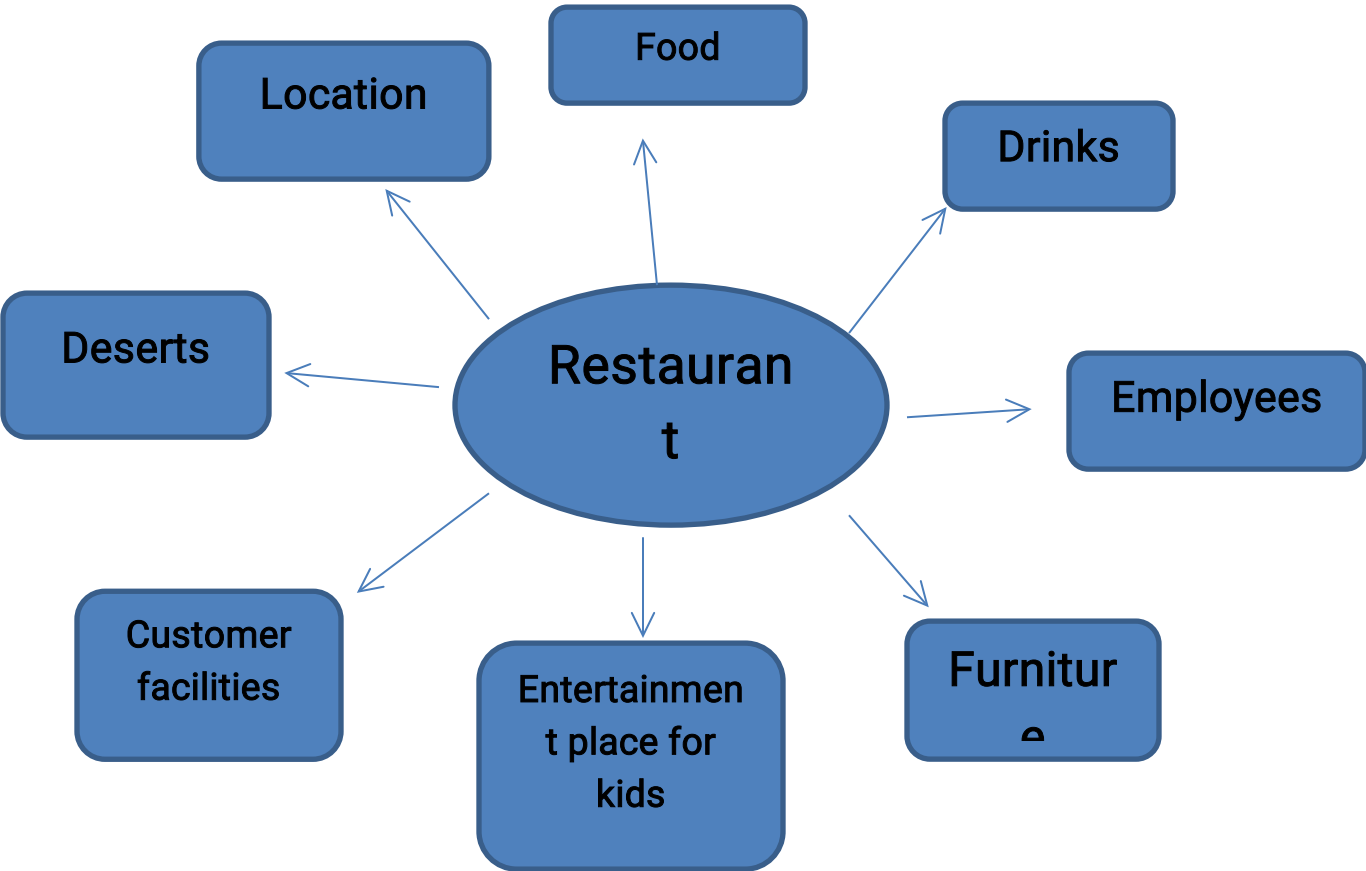 Food
Location
Drinks
Deserts
Restauran
t
Employees
Customer
facilities
Entertainmen
t place for
kids
Furnitur
e